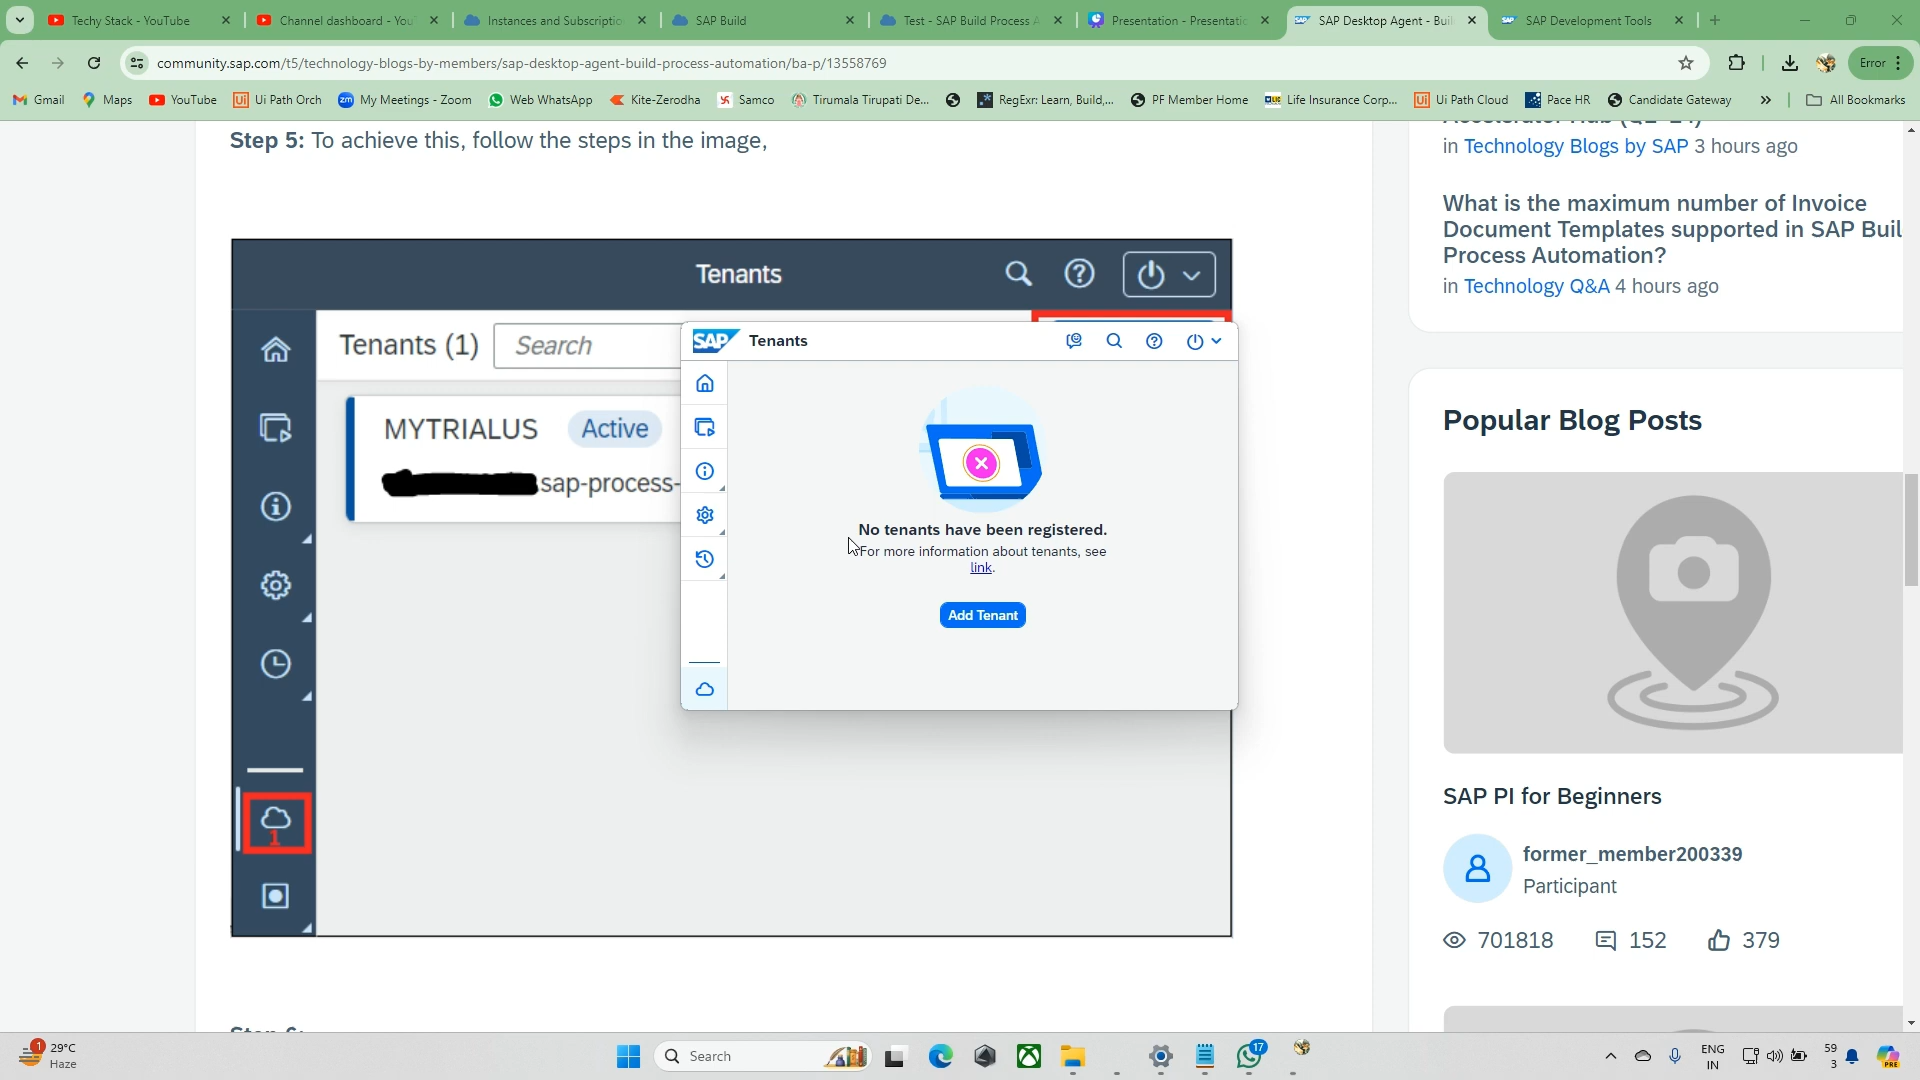 Techy Stack - YouTube
Channel dashboard - You
Instances and Subscriptio
SAP Build
Test - SAP Build Process A
Presentation - Presentatio
SAP Desktop Agent - Buil
SAP Development Tools
community.sap.com/t5/technology-blogs-by-members/sap-desktop-agent-build-process-automation/ba-p/13558769
Error
Gmail
Maps
YouTube
Ui Path Orch
My Meetings - Zoom
Web WhatsApp
Kite-Zerodha
Samco
Tirumala Tirupati De...
RegExr: Learn, Build,...
PF Member Home
Life Insurance Corp...
Ui Path Cloud
Pace HR
Candidate Gateway
All Bookmarks
Step 5: To achieve this, follow the steps in the image,
Tenants
Tenants (1)
Search
MYTRIALUS
Active
sap-process-
1
SAP
Tenants
No tenants have been registered.
For more information about tenants, see
link.
Add Tenant
in Technology Blogs by SAP 3 hours ago
What is the maximum number of Invoice
Document Templates supported in SAP Buil
Process Automation?
in Technology Q&A 4 hours ago
Popular Blog Posts
SAP PI for Beginners
former_member200339
Participant
701818
152
379
1
29°C
Haze
Search
17
ENG
IN
59
3
PRE